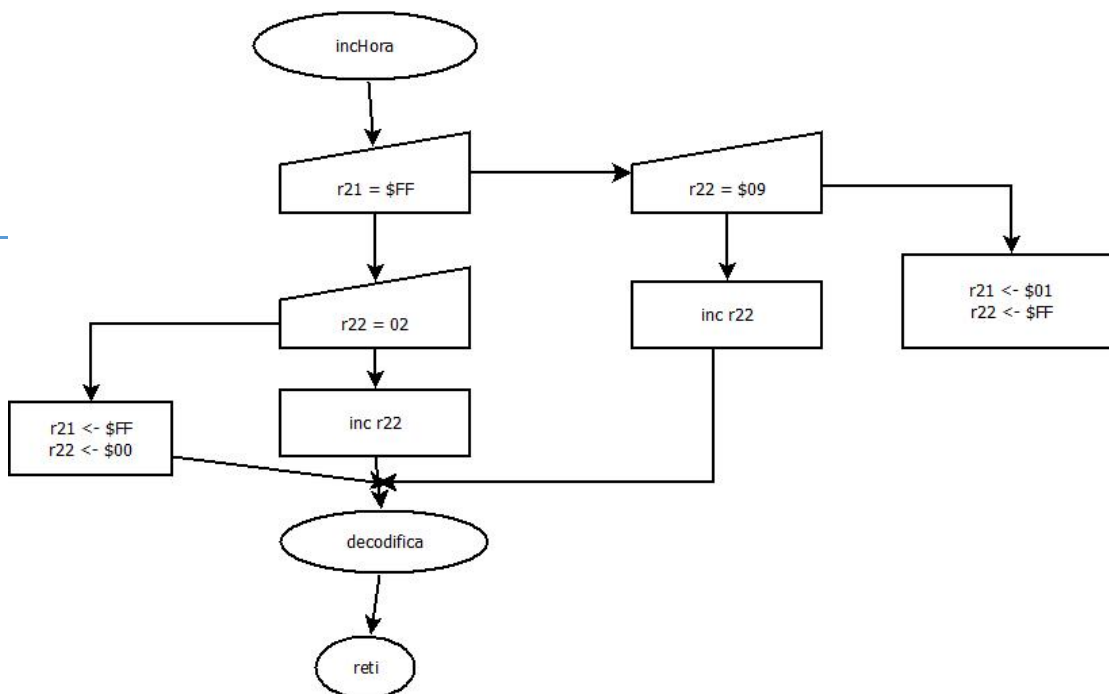 incHora
r21 = $FF
r22 = $09
r21 <- $01
r22 <- $FF
r22 = 02
inc r22
r21 <- $FF
r22 <- $00
inc r22
decodifica
reti